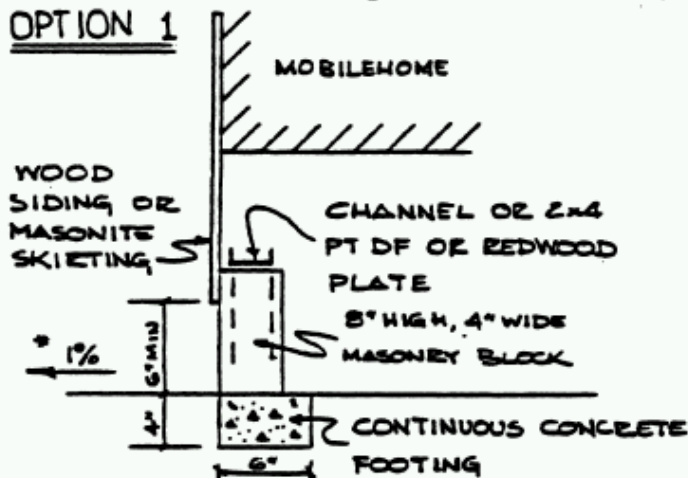 OPTION 1
MOBILEHOME
WOOD
SIDING OR
MASONITE
SKIRTING
CHANNEL OR 2x4
PT DF OR REDWOOD
PLATE
8" HIGH, 4" WIDE
MASONRY BLOCK
* 1%
6" MIN
4"
6"
CONTINUOUS CONCRETE
FOOTING